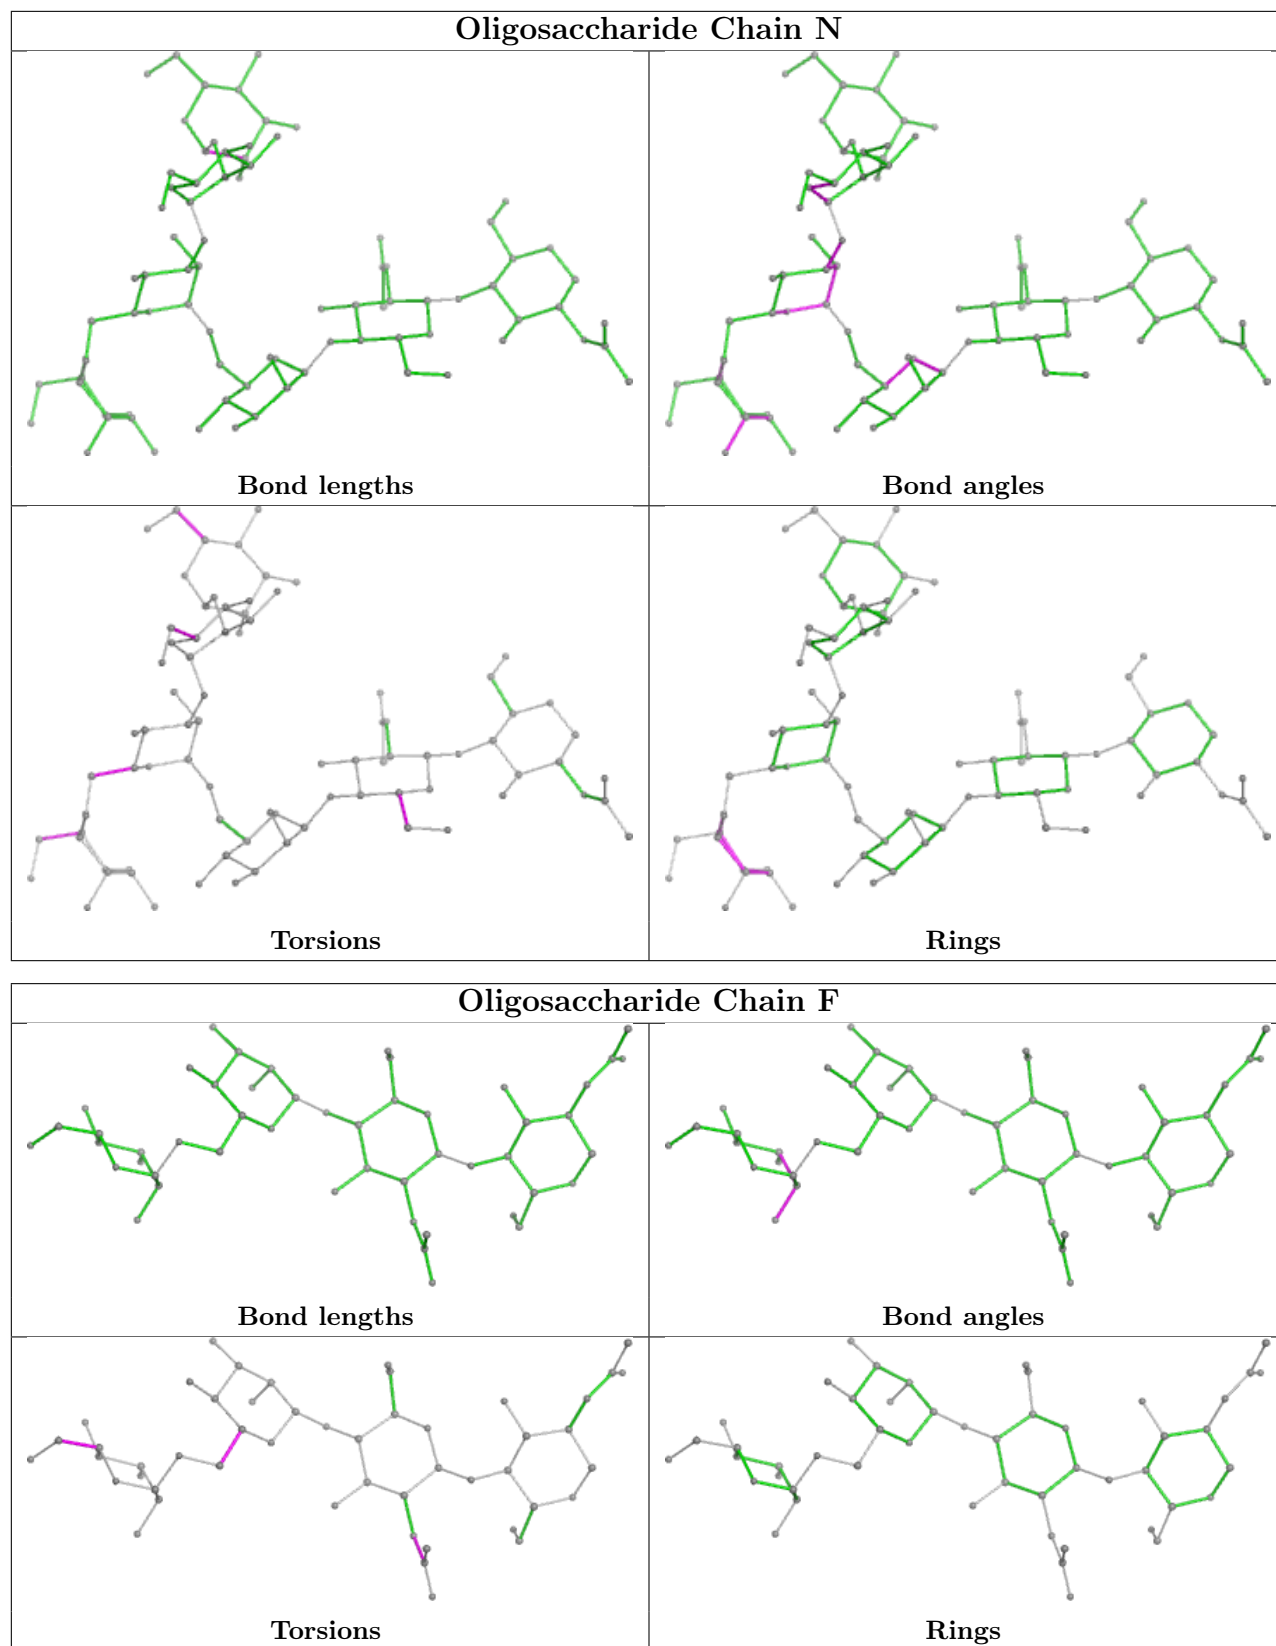 Oligosaccharide Chain N
Bond lengths
Bond angles
Torsions
Rings
Oligosaccharide Chain F
Bond lengths
Bond angles
Torsions
Rings